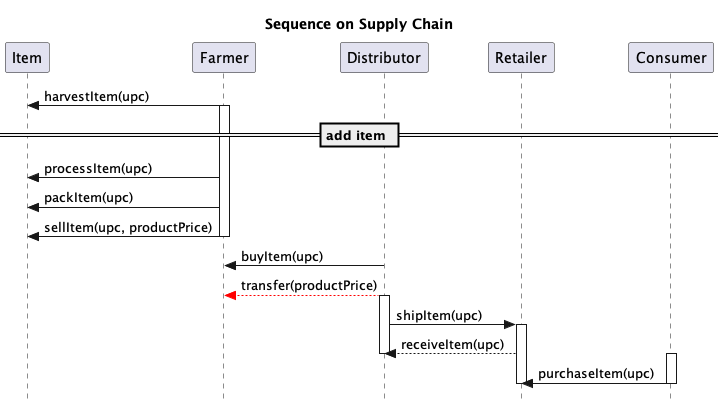 Sequence on Supply Chain
Item
Farmer
Distributor
Retailer
Consumer
harvestItem(upc)
add item
processItem(upc)
packItem(upc)
sellItem(upc, productPrice)
buyItem(upc)
transfer(productPrice)
shipItem(upc)
receiveItem(upc)
purchaseItem(upc)